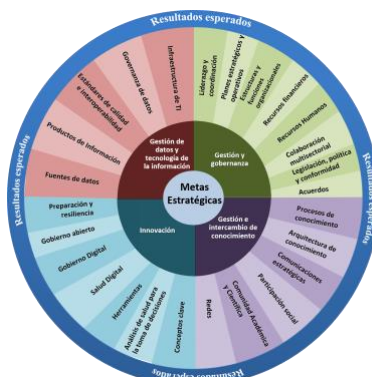 Resultados esperados
Resultados esperados
Resultados esperados
Resultados esperados
Metas
Estratégicas
Gestión de
datos y
tecnología de
la información
Fuentes de datos
Productos de información
Estándares de calidad
e interoperabilidad
Governanza de datos
Infraestructura de TI
Gestión y
gobernanza
Liderazgo y
coordinación
Planes estratégicos y
operativos
Estructuras y
funciones
organizacionales
Recursos financieros
Recursos Humanos
Colaboración
multisectorial
Legislación, política
y conformidad
Acuerdos
Gestión e
intercambio de
conocimiento
Procesos de
conocimiento
Arquitectura de
conocimiento
Comunicaciones
estratégicas
Participación social
Comunidad Académica
y Científica
Redes
Innovación
Conceptos clave
Análisis de salud para
la toma de decisiones
Herramientas
Salud Digital
Gobierno Digital
Gobierno abierto
Preparación y
resiliencia